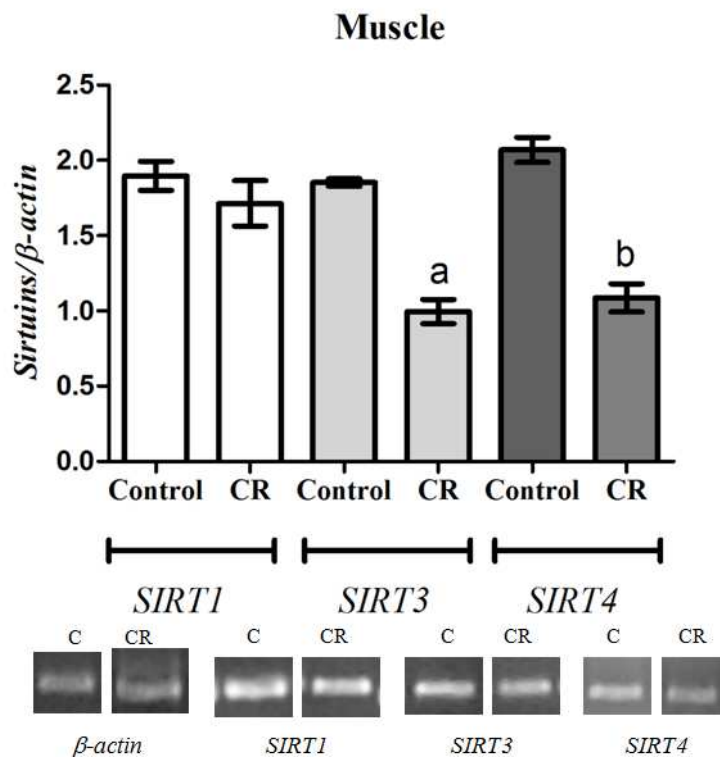 Muscle
Sirtuins/β-actin
2.5
2.0
1.5
1.0
0.5
0.0
a
b
Control CR Control CR Control CR
SIRT1 SIRT3 SIRT4
C CR C CR C CR C CR
β-actin SIRT1 SIRT3 SIRT4